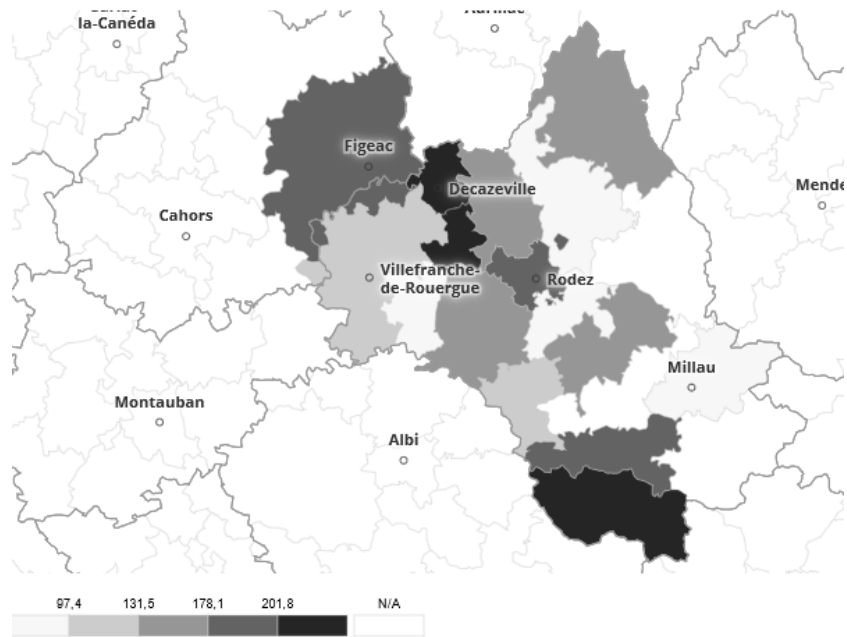 la-Canéda
Figeac
Decazeville
Mende
Cahors
Villefranche-
de-Rouergue
Rodez
Millau
Montauban
Albi
97,4 131,5 178,1 201,8 N/A